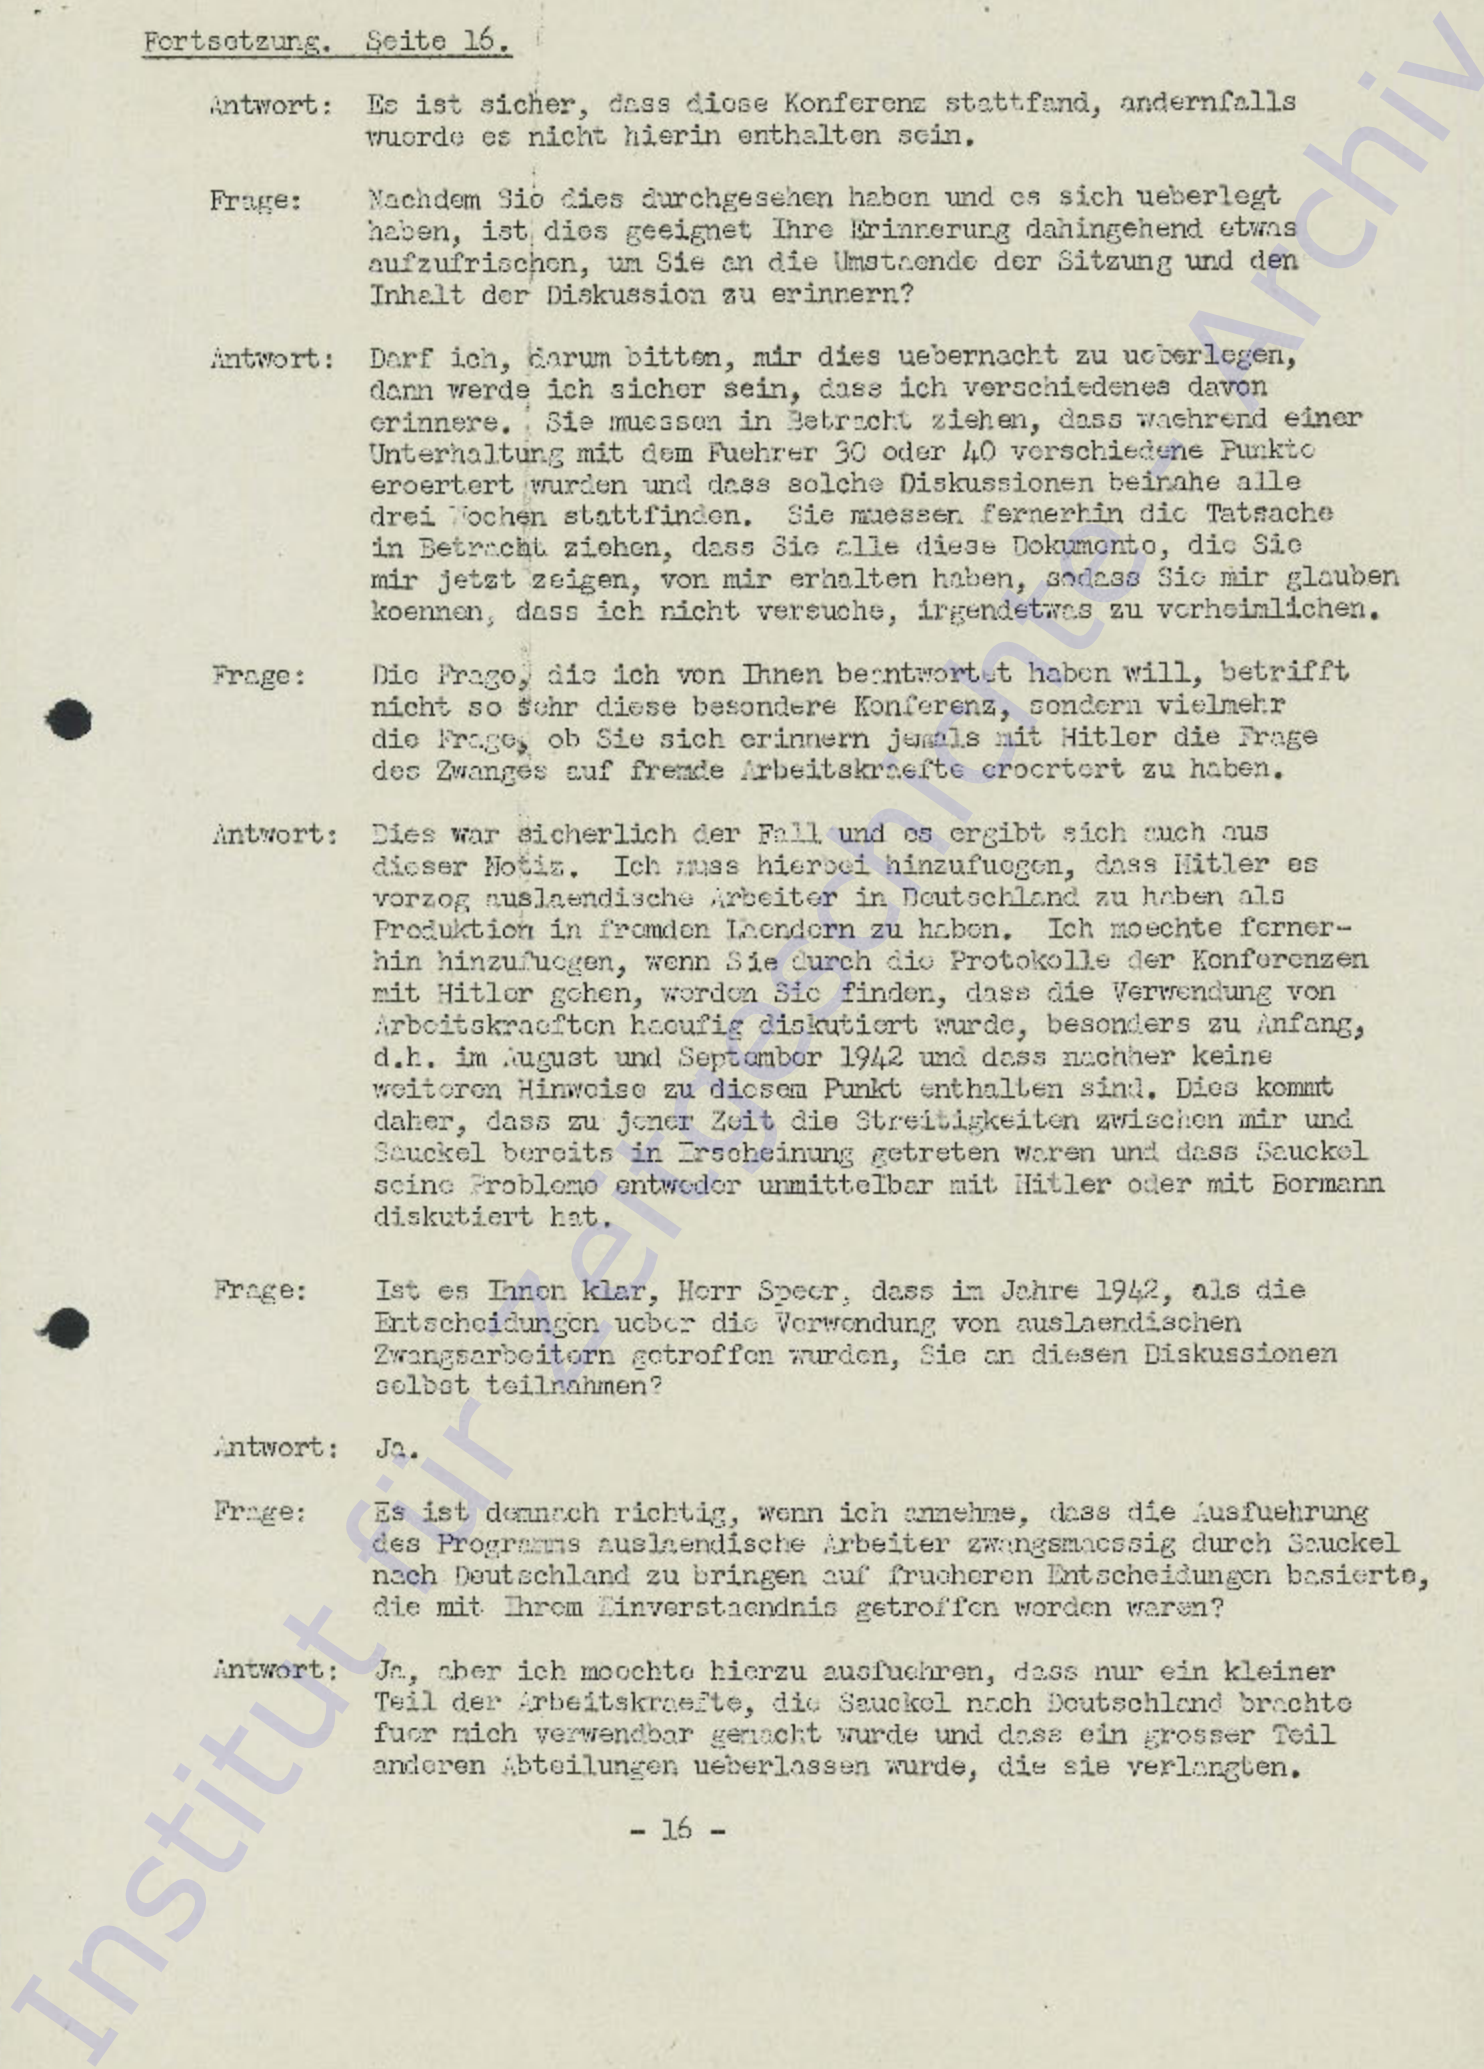 Fortsetzung. Seite 16.
Antwort: Es ist sicher, dass diese Konferenz stattfand, andernfalls
wuerde es nicht hierin enthalten sein.
Frage: Nachdem Sie dies durchgesehen haben und es sich ueberlegt
haben, ist dies geeignet Ihre Erinnerung dahingehend etwas
aufzufrischen, um Sie an die Umstaende der Sitzung und den
Inhalt der Diskussion zu erinnern?
Antwort: Darf ich, darum bitten, mir dies uebernacht zu ueberlegen,
dann werde ich sicher sein, dass ich verschiedenes davon
erinnere. Sie muessen in Betracht ziehen, dass waehrend einer
Unterhaltung mit dem Fuehrer 30 oder 40 verschiedene Punkte
eroertert wurden und dass solche Diskussionen beinahe alle
drei Wochen stattfinden. Sie muessen fernerhin die Tatsache
in Betracht ziehen, dass Sie alle diese Dokumente, die Sie
mir jetzt zeigen, von mir erhalten haben, sodass Sie mir glauben
koennen, dass ich nicht versuche, irgendetwas zu verheimlichen.
Frage: Die Frage, die ich von Ihnen beantwortet haben will, betrifft
nicht so sehr diese besondere Konferenz, sondern vielmehr
die Frage, ob Sie sich erinnern jemals mit Hitler die Frage
des Zwanges auf fremde Arbeitskraefte eroertert zu haben.
Antwort: Dies war sicherlich der Fall und es ergibt sich auch aus
dieser Notiz. Ich muss hierbei hinzufuegen, dass Hitler es
vorzog auslaendische Arbeiter in Deutschland zu haben als
Produktion in fremden Laendern zu haben. Ich moechte ferner-
hin hinzufuegen, wenn Sie durch die Protokolle der Konferenzen
mit Hitler gehen, werden Sie finden, dass die Verwendung von
Arbeitskraeften haeufig diskutiert wurde, besonders zu Anfang,
d.h. im August und September 1942 und dass nachher keine
weiteren Hinweise zu diesem Punkt enthalten sind. Dies kommt
daher, dass zu jener Zeit die Streitigkeiten zwischen mir und
Sauckel bereits in Erscheinung getreten waren und dass Sauckel
seine Probleme entweder unmittelbar mit Hitler oder mit Bormann
diskutiert hat.
Frage: Ist es Ihnen klar, Herr Speer, dass im Jahre 1942, als die
Entscheidungen ueber die Verwendung von auslaendischen
Zwangsarbeitern getroffen wurden, Sie an diesen Diskussionen
selbst teilnahmen?
Antwort: Ja.
Frage: Es ist demnach richtig, wenn ich annehme, dass die Ausfuehrung
des Programms auslaendische Arbeiter zwangsmaessig durch Sauckel
nach Deutschland zu bringen auf frueheren Entscheidungen basierte,
die mit Ihrem Einverstaendnis getroffen worden waren?
Antwort: Ja, aber ich moechte hierzu ausfuehren, dass nur ein kleiner
Teil der Arbeitskraefte, die Sauckel nach Deutschland brachte
fuer mich verwendbar gemacht wurde und dass ein grosser Teil
anderen Abteilungen ueberlassen wurde, die sie verlangten.
- 16 -
Institut für Zeitgeschichte - Archiv